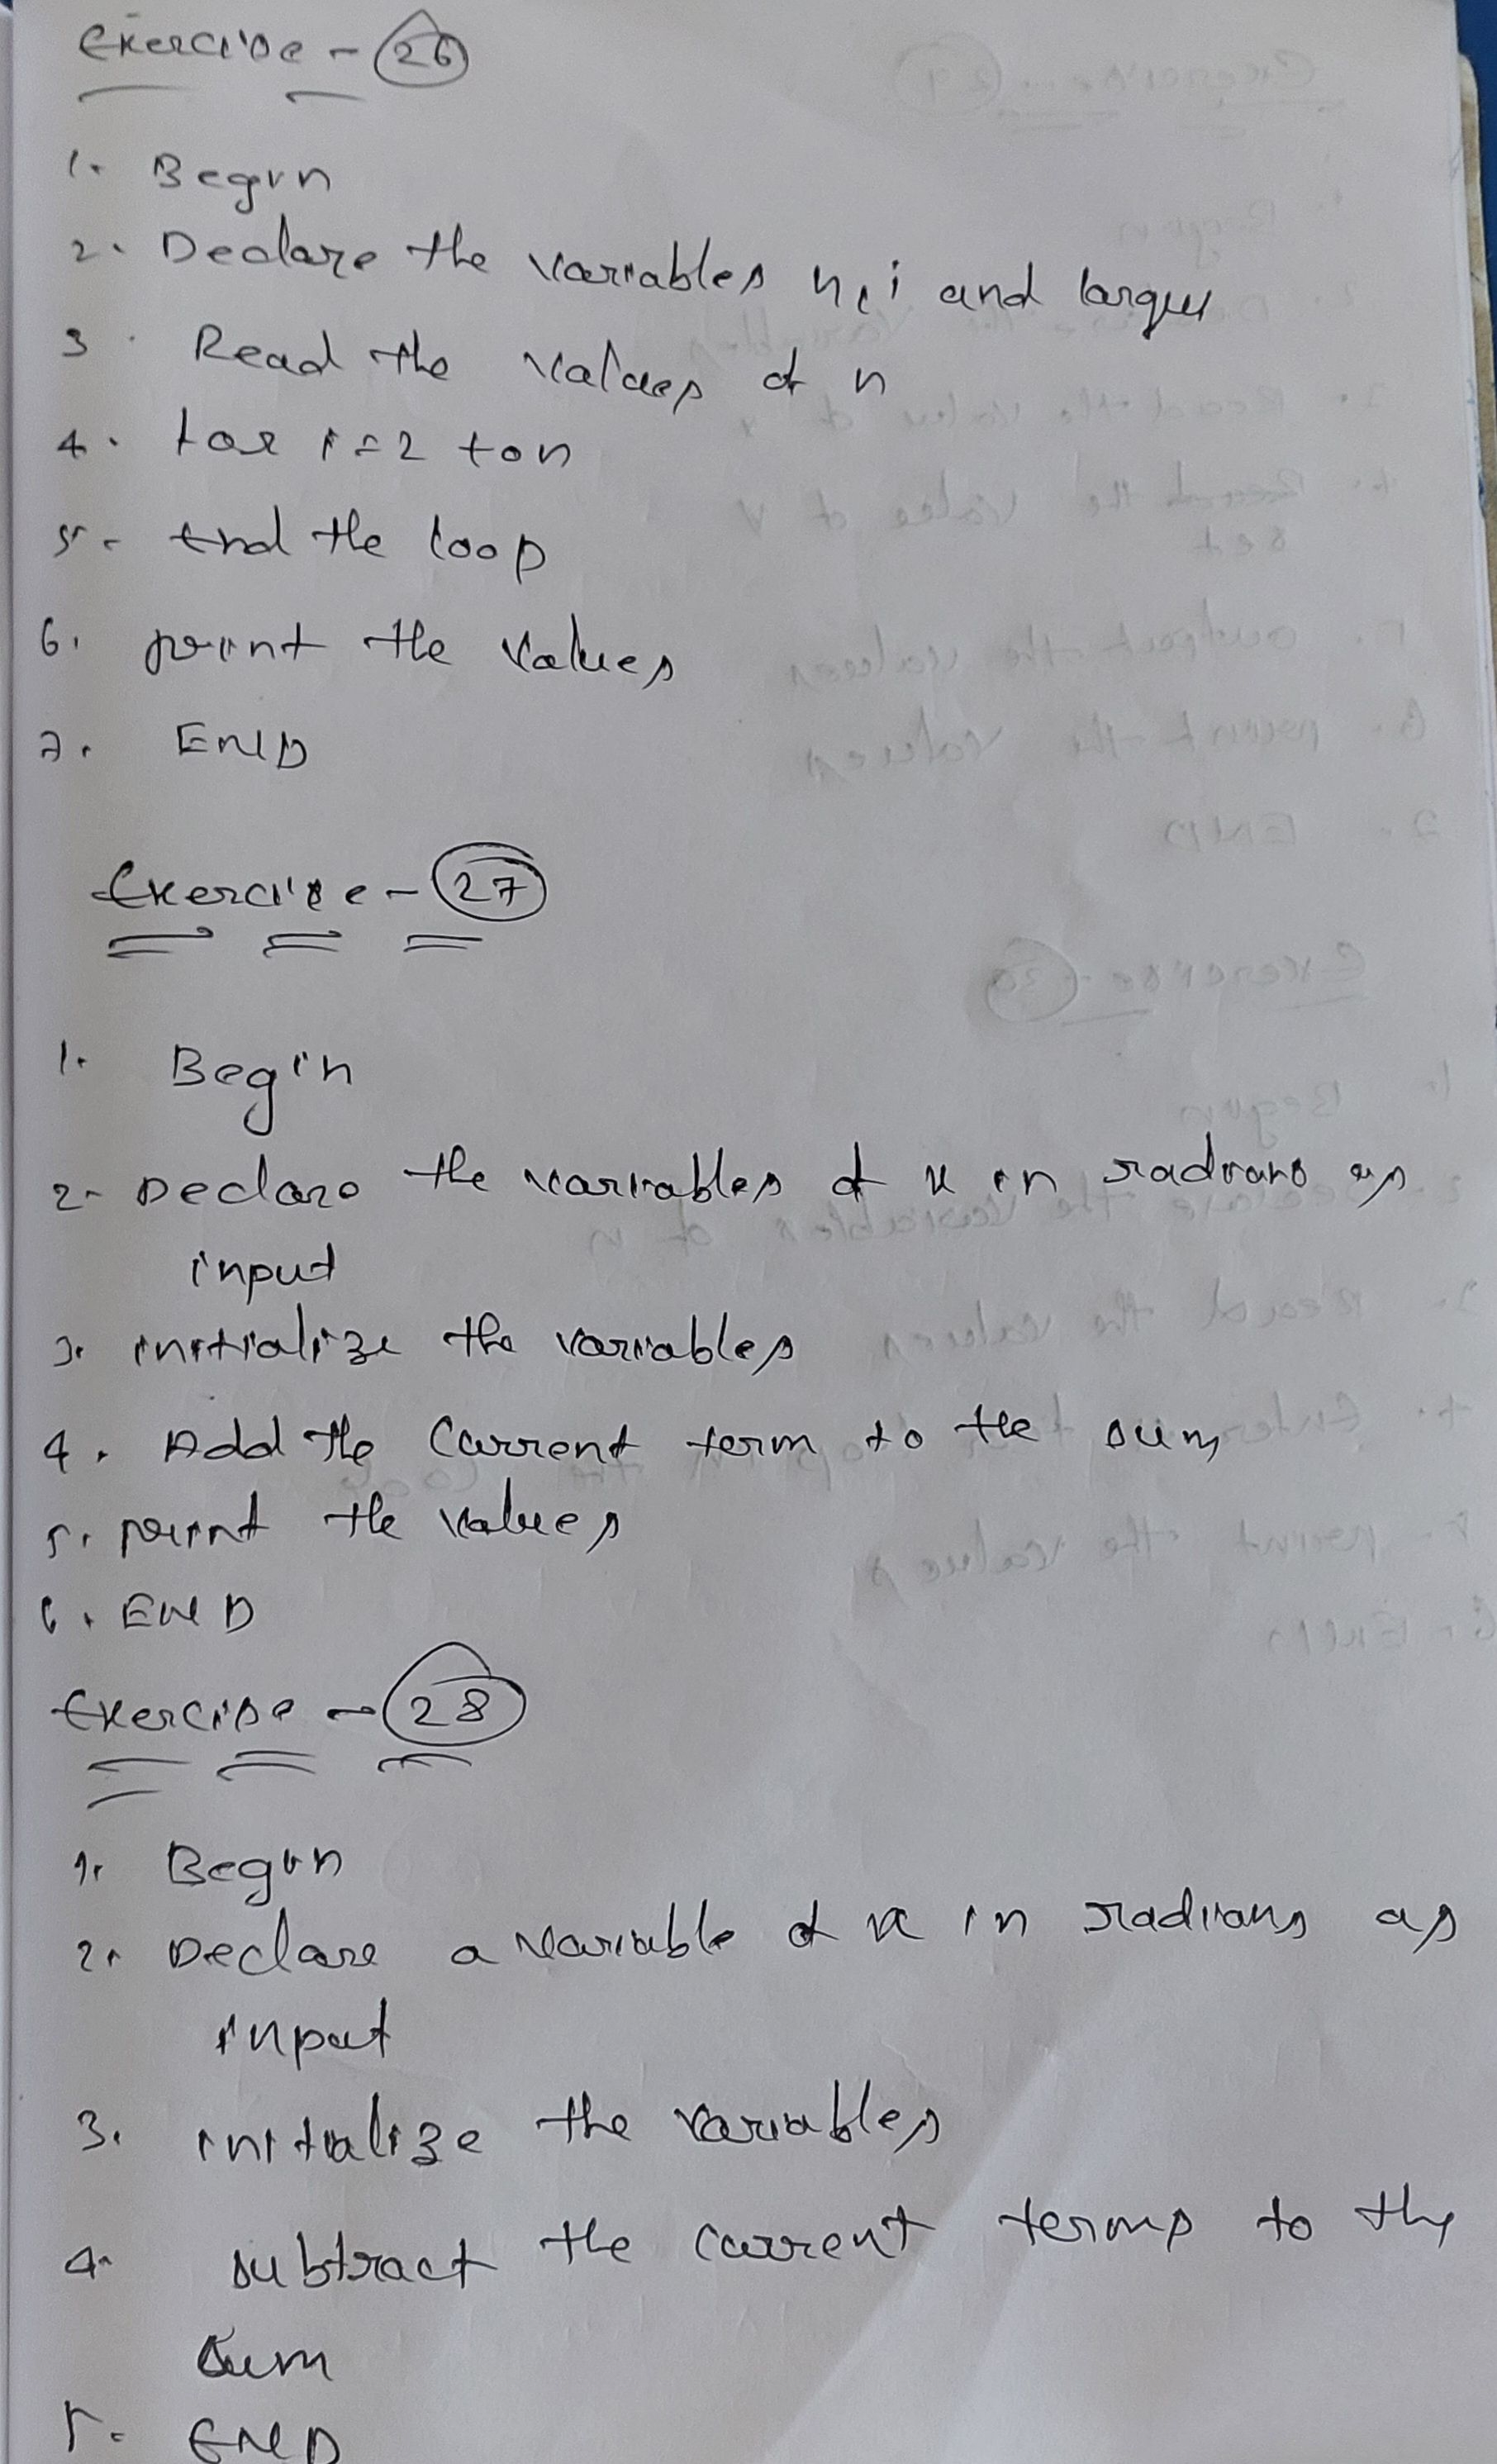 Exercise - 26
1. Begin
2. Declare the variables n, i and larger
3. Read the values of n
4. for i = 2 to n
5. End the loop
6. print the values
7. END
Exercise - 27
1. Begin
2. Declare the variables of x in radians as
input
3. initialize the variables
4. Add the current term to the sum
5. print the values
6. END
Exercise - 28
1. Begin
2. Declare a variable of x in radians as
input
3. initialize the variables
4. subtract the current terms to the
sum
5. END